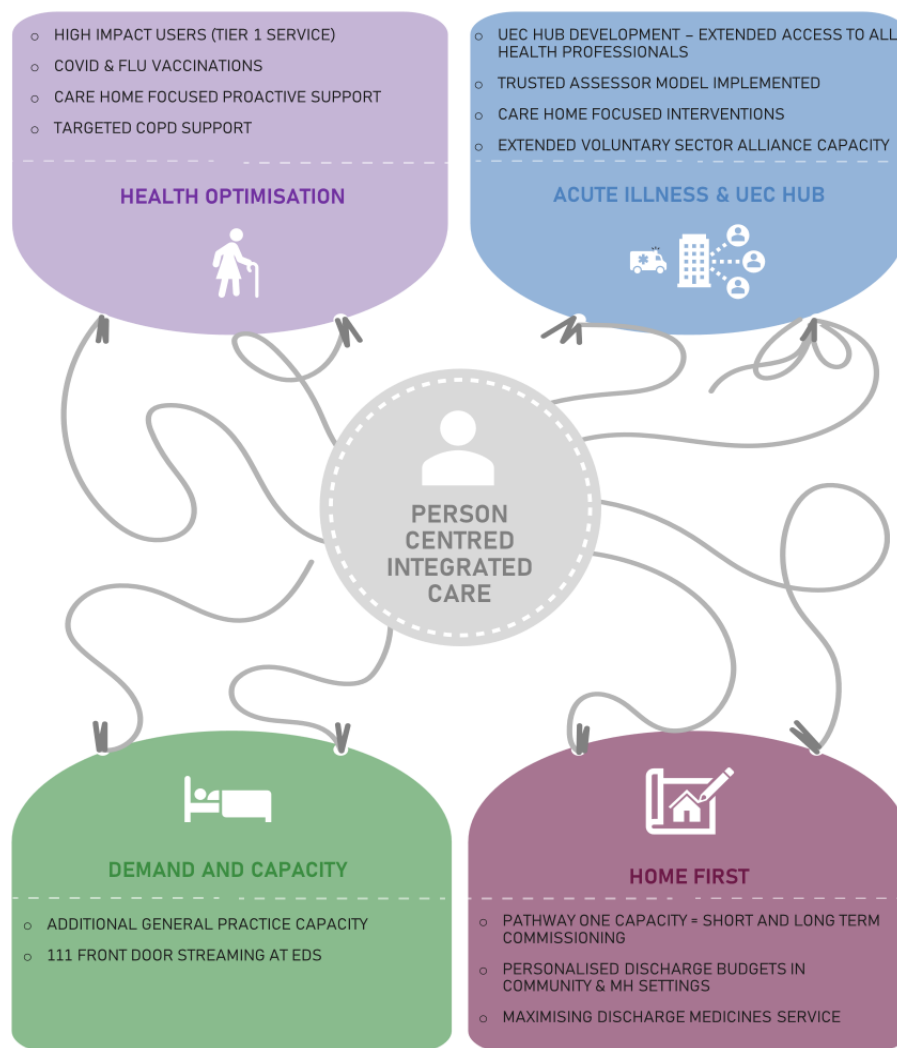 HIGH IMPACT USERS (TIER 1 SERVICE)
COVID & FLU VACCINATIONS
CARE HOME FOCUSED PROACTIVE SUPPORT
TARGETED COPD SUPPORT
HEALTH OPTIMISATION
UEC HUB DEVELOPMENT – EXTENDED ACCESS TO ALL
HEALTH PROFESSIONALS
TRUSTED ASSESSOR MODEL IMPLEMENTED
CARE HOME FOCUSED INTERVENTIONS
EXTENDED VOLUNTARY SECTOR ALLIANCE CAPACITY
ACUTE ILLNESS & UEC HUB
PERSON
CENTRED
INTEGRATED
CARE
DEMAND AND CAPACITY
ADDITIONAL GENERAL PRACTICE CAPACITY
111 FRONT DOOR STREAMING AT EDS
HOME FIRST
PATHWAY ONE CAPACITY = SHORT AND LONG TERM
COMMISSIONING
PERSONALISED DISCHARGE BUDGETS IN
COMMUNITY & MH SETTINGS
MAXIMISING DISCHARGE MEDICINES SERVICE